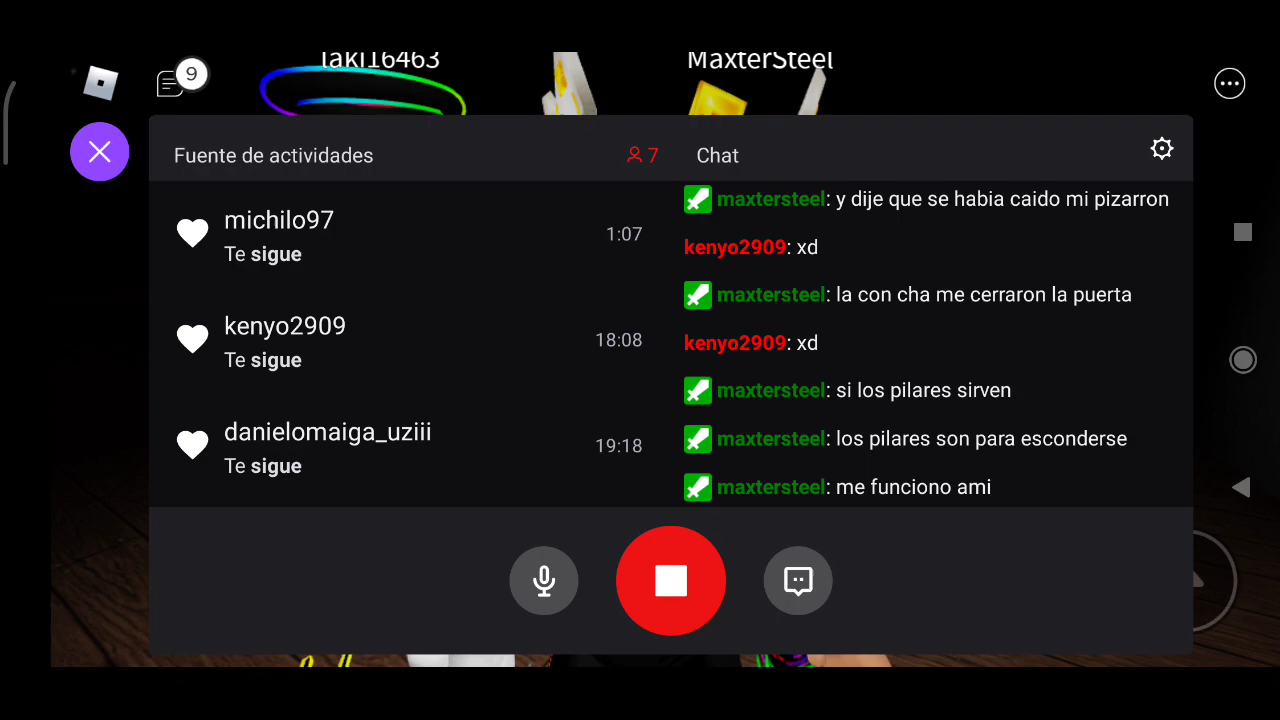 laki16463
MaxterSteel
9
Fuente de actividades
7
michilo97
Te sigue
1:07
kenyo2909
Te sigue
18:08
danielomaiga_uziii
Te sigue
19:18
Chat
maxtersteel: y dije que se habia caido mi pizarron
kenyo2909: xd
maxtersteel: la con cha me cerraron la puerta
kenyo2909: xd
maxtersteel: si los pilares sirven
maxtersteel: los pilares son para esconderse
maxtersteel: me funciono ami